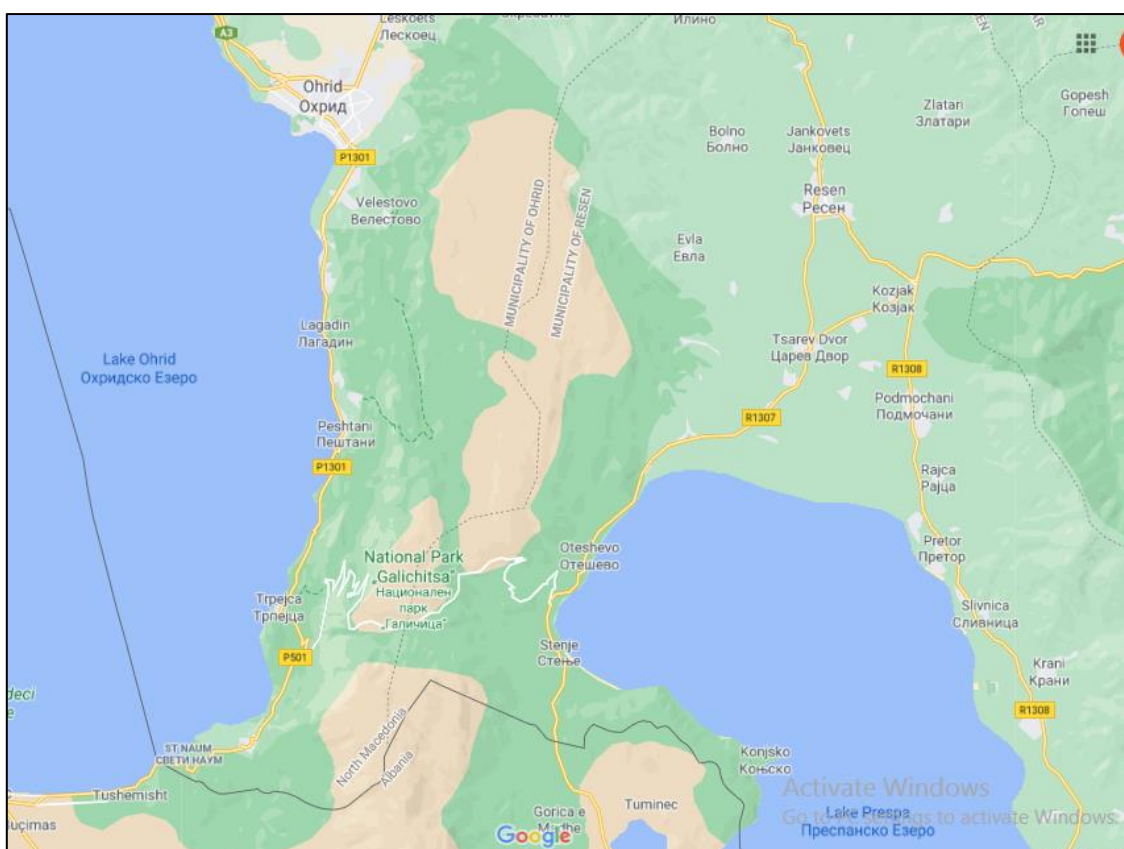 Leskoets
Лескоец
Илино
A3
Ohrid
Охрид
Gopesh
Гопеш
Zlatari
Златари
Bolno
Болно
Jankovets
Јанковец
P1301
Resen
Ресен
Velestovo
Велестово
MUNICIPALITY OF OHRID
MUNICIPALITY OF RESEN
Evla
Евла
Kozjak
Козјак
Lagadin
Лагадин
Tsarev Dvor
Царев Двор
Lake Ohrid
Охридско Езеро
R1308
Podmochani
Подмочани
R1307
Peshtani
Пештани
P1301
Rajca
Рајца
Pretor
Претор
Oteshevo
Отешево
National Park
„Galichitsa“
Национален
парк
„Галичица“
Trpejca
Трпејца
Slivnica
Сливница
P501
Stenje
Стење
Krani
Крани
R1308
deci
North Macedonia
Albania
ST. NAUM
СВЕТИ НАУМ
Konjsko
Коњско
Activate Windows
Go to PC settings to activate Windows.
Tushemisht
Tuminec
Gorica e
Google
Lake Prespa
Преспанско Езеро